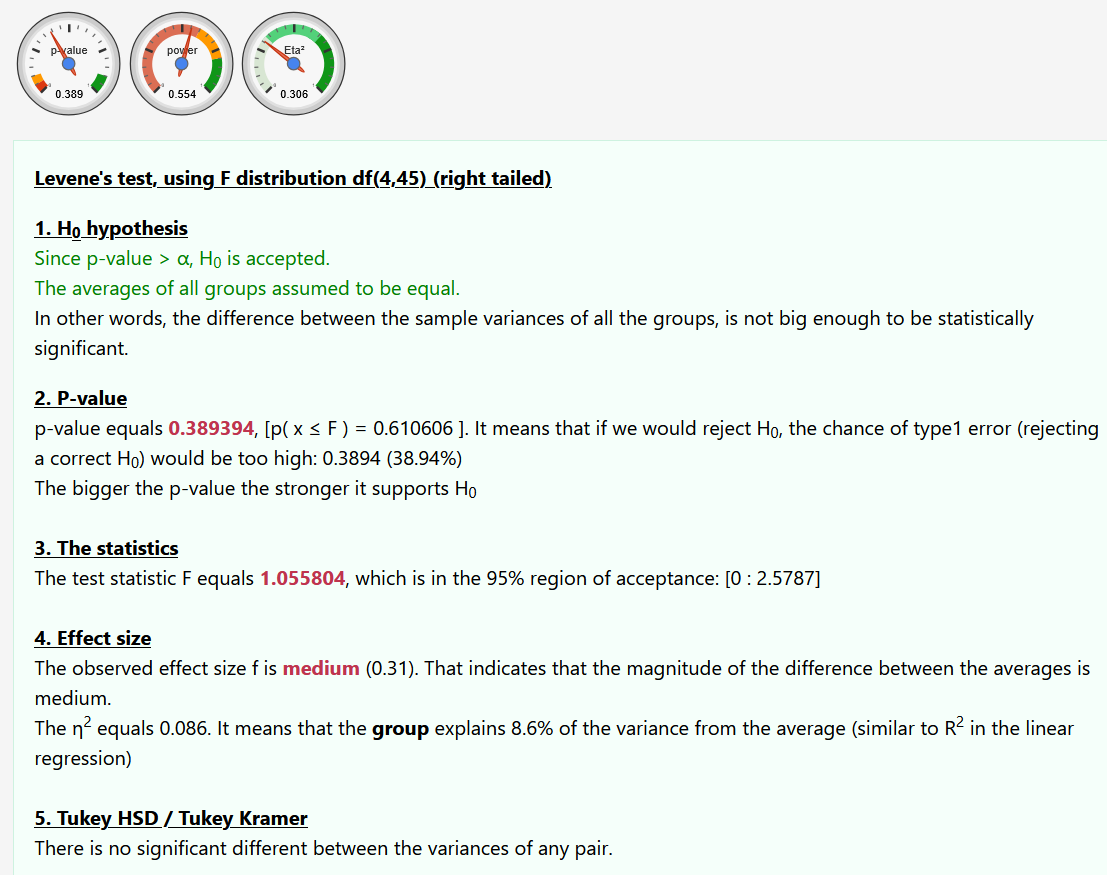 p-value power Eta²
0.389 0.554 0.306
Levene's test, using F distribution df(4,45) (right tailed)
1. H₀ hypothesis
Since p-value > α, H₀ is accepted.
The averages of all groups assumed to be equal.
In other words, the difference between the sample variances of all the groups, is not big enough to be statistically
significant.
2. P-value
p-value equals 0.389394, [p( x ≤ F ) = 0.610606 ]. It means that if we would reject H₀, the chance of type1 error (rejecting
a correct H₀) would be too high: 0.3894 (38.94%)
The bigger the p-value the stronger it supports H₀
3. The statistics
The test statistic F equals 1.055804, which is in the 95% region of acceptance: [0 : 2.5787]
4. Effect size
The observed effect size f is medium (0.31). That indicates that the magnitude of the difference between the averages is
medium.
The η² equals 0.086. It means that the group explains 8.6% of the variance from the average (similar to R² in the linear
regression)
5. Tukey HSD / Tukey Kramer
There is no significant different between the variances of any pair.